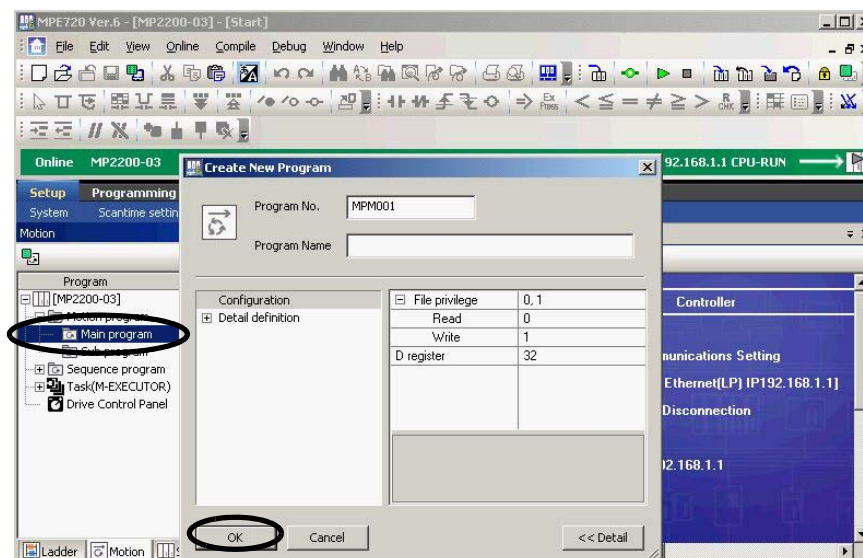 MPE720 Ver.6 - [MP2200-03] - [Start]
File Edit View Online Compile Debug Window Help
Online MP2200-03
92.168.1.1 CPU-RUN
Setup Programming
System Scantime settin
Motion
Program
[MP2200-03]
Motion program
Main program
Sub program
Sequence program
Task(M-EXECUTOR)
Drive Control Panel
Ladder Motion
Create New Program
Program No. MPM001
Program Name
Configuration
Detail definition
File privilege 0, 1
Read 0
Write 1
D register 32
OK Cancel << Detail
Controller
munications Setting
Ethernet(LP) IP192.168.1.1]
Disconnection
92.168.1.1